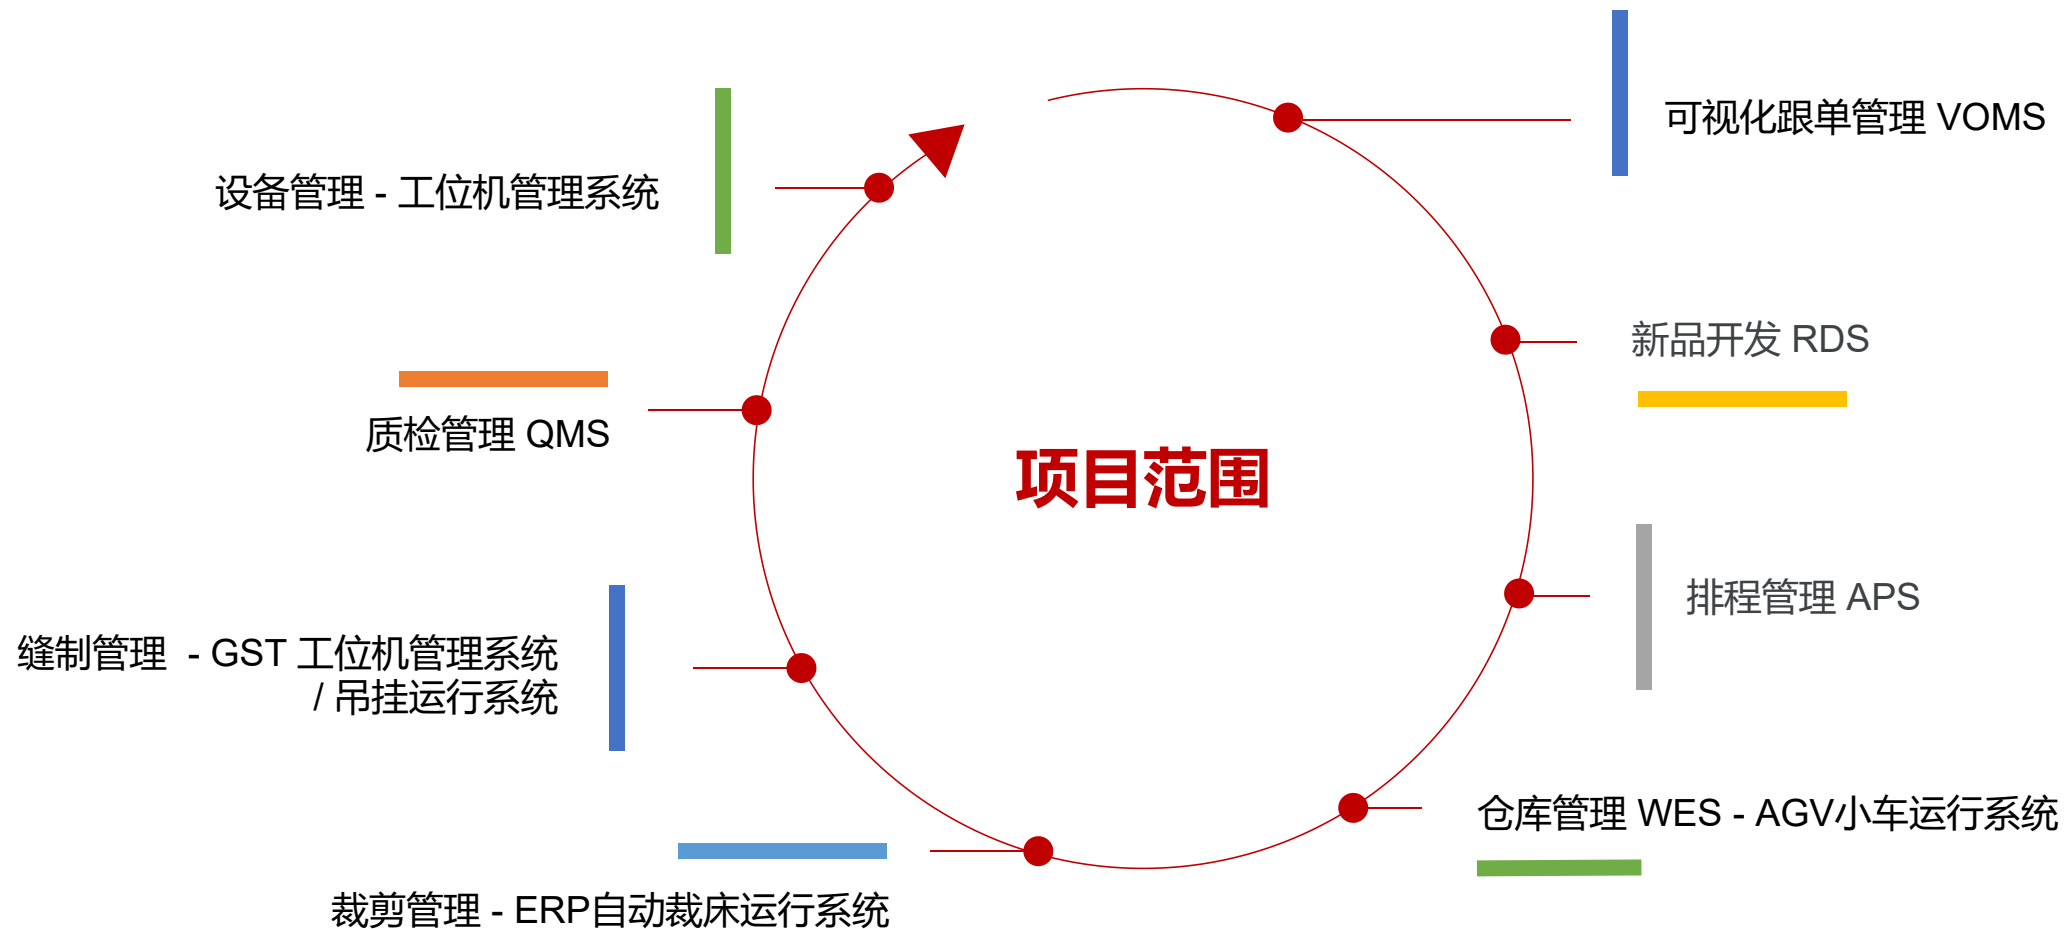 可视化跟单管理 VOMS
设备管理 - 工位机管理系统
新品开发 RDS
质检管理 QMS
项目范围
排程管理 APS
缝制管理 - GST 工位机管理系统
/ 吊挂运行系统
仓库管理 WES - AGV小车运行系统
裁剪管理 - ERP自动裁床运行系统